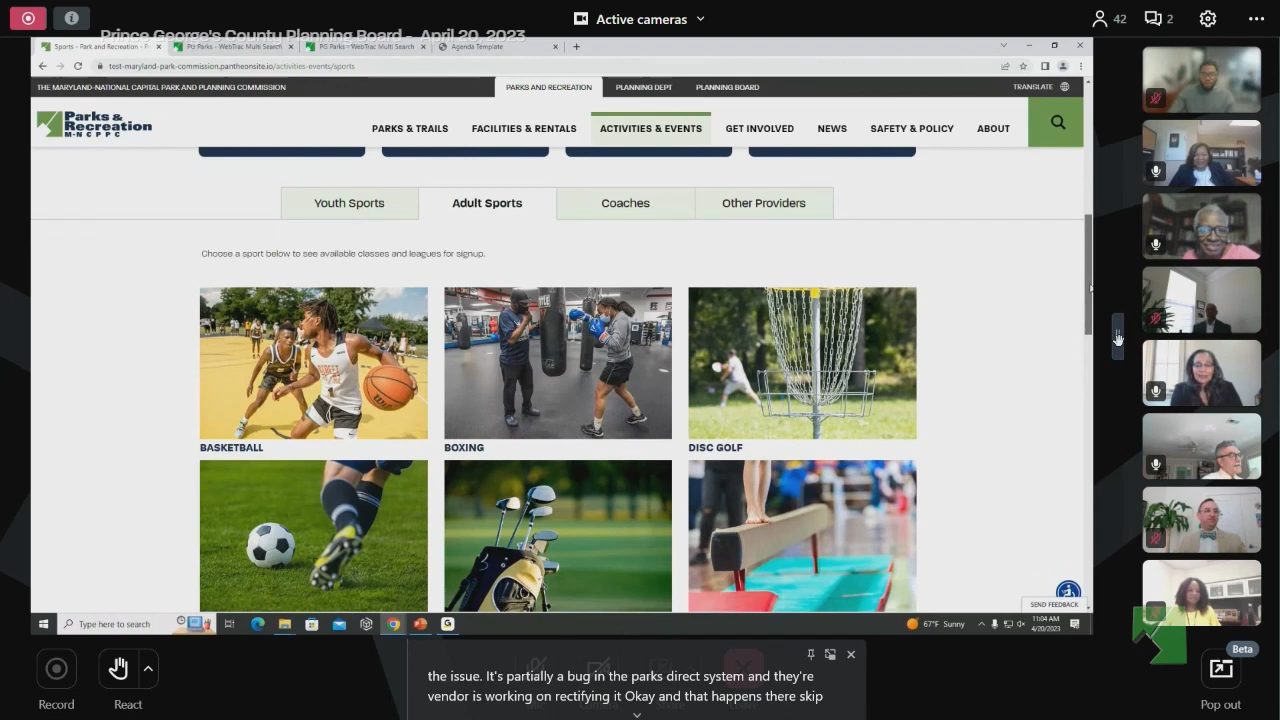 Active cameras
42
2
Prince George's County Planning Board - April 20, 2023
Sports - Park and Recreation - P
PG Parks - WebTrac Multi Search
PG Parks - WebTrac Multi Search
Agenda Template
test-maryland-park-commission.pantheonsite.io/activities-events/sports
THE MARYLAND-NATIONAL CAPITAL PARK AND PLANNING COMMISSION
PARKS AND RECREATION
PLANNING DEPT
PLANNING BOARD
TRANSLATE
Parks &
Recreation
M-NCPPC
PARKS & TRAILS
FACILITIES & RENTALS
ACTIVITIES & EVENTS
GET INVOLVED
NEWS
SAFETY & POLICY
ABOUT
Youth Sports
Adult Sports
Coaches
Other Providers
Choose a sport below to see available classes and leagues for signup.
BASKETBALL
BOXING
DISC GOLF
SEND FEEDBACK
Type here to search
67°F Sunny
11:04 AM
4/20/2023
the issue. It's partially a bug in the parks direct system and they're
vendor is working on rectifying it Okay and that happens there skip
Record
React
Beta
Pop out